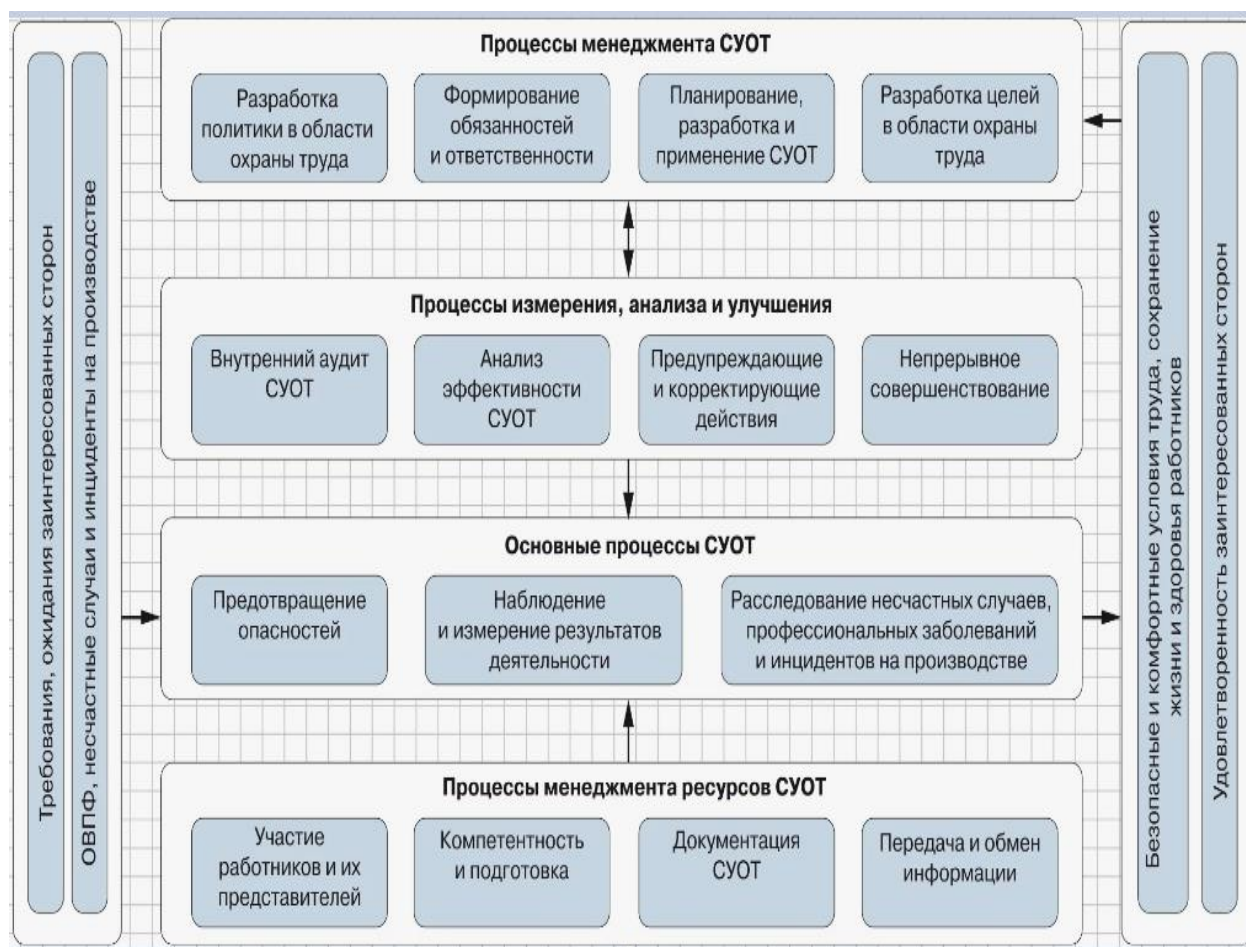 Требования, ожидания заинтересованных сторон
ОВПФ, несчастные случаи и инциденты на производстве
Процессы менеджмента СУОТ
Разработка
политики в области
охраны труда
Формирование
обязанностей
и ответственности
Планирование,
разработка и
применение СУОТ
Разработка целей
в области охраны
труда
Процессы измерения, анализа и улучшения
Внутренний аудит
СУОТ
Анализ
эффективности
СУОТ
Предупреждающие
и корректирующие
действия
Непрерывное
совершенствование
Основные процессы СУОТ
Предотвращение
опасностей
Наблюдение
и измерение результатов
деятельности
Расследование несчастных случаев,
профессиональных заболеваний
и инцидентов на производстве
Процессы менеджмента ресурсов СУОТ
Участие
работников и их
представителей
Компетентность
и подготовка
Документация
СУОТ
Передача и обмен
информации
Безопасные и комфортные условия труда, сохранение
жизни и здоровья работников
Удовлетворенность заинтересованных сторон